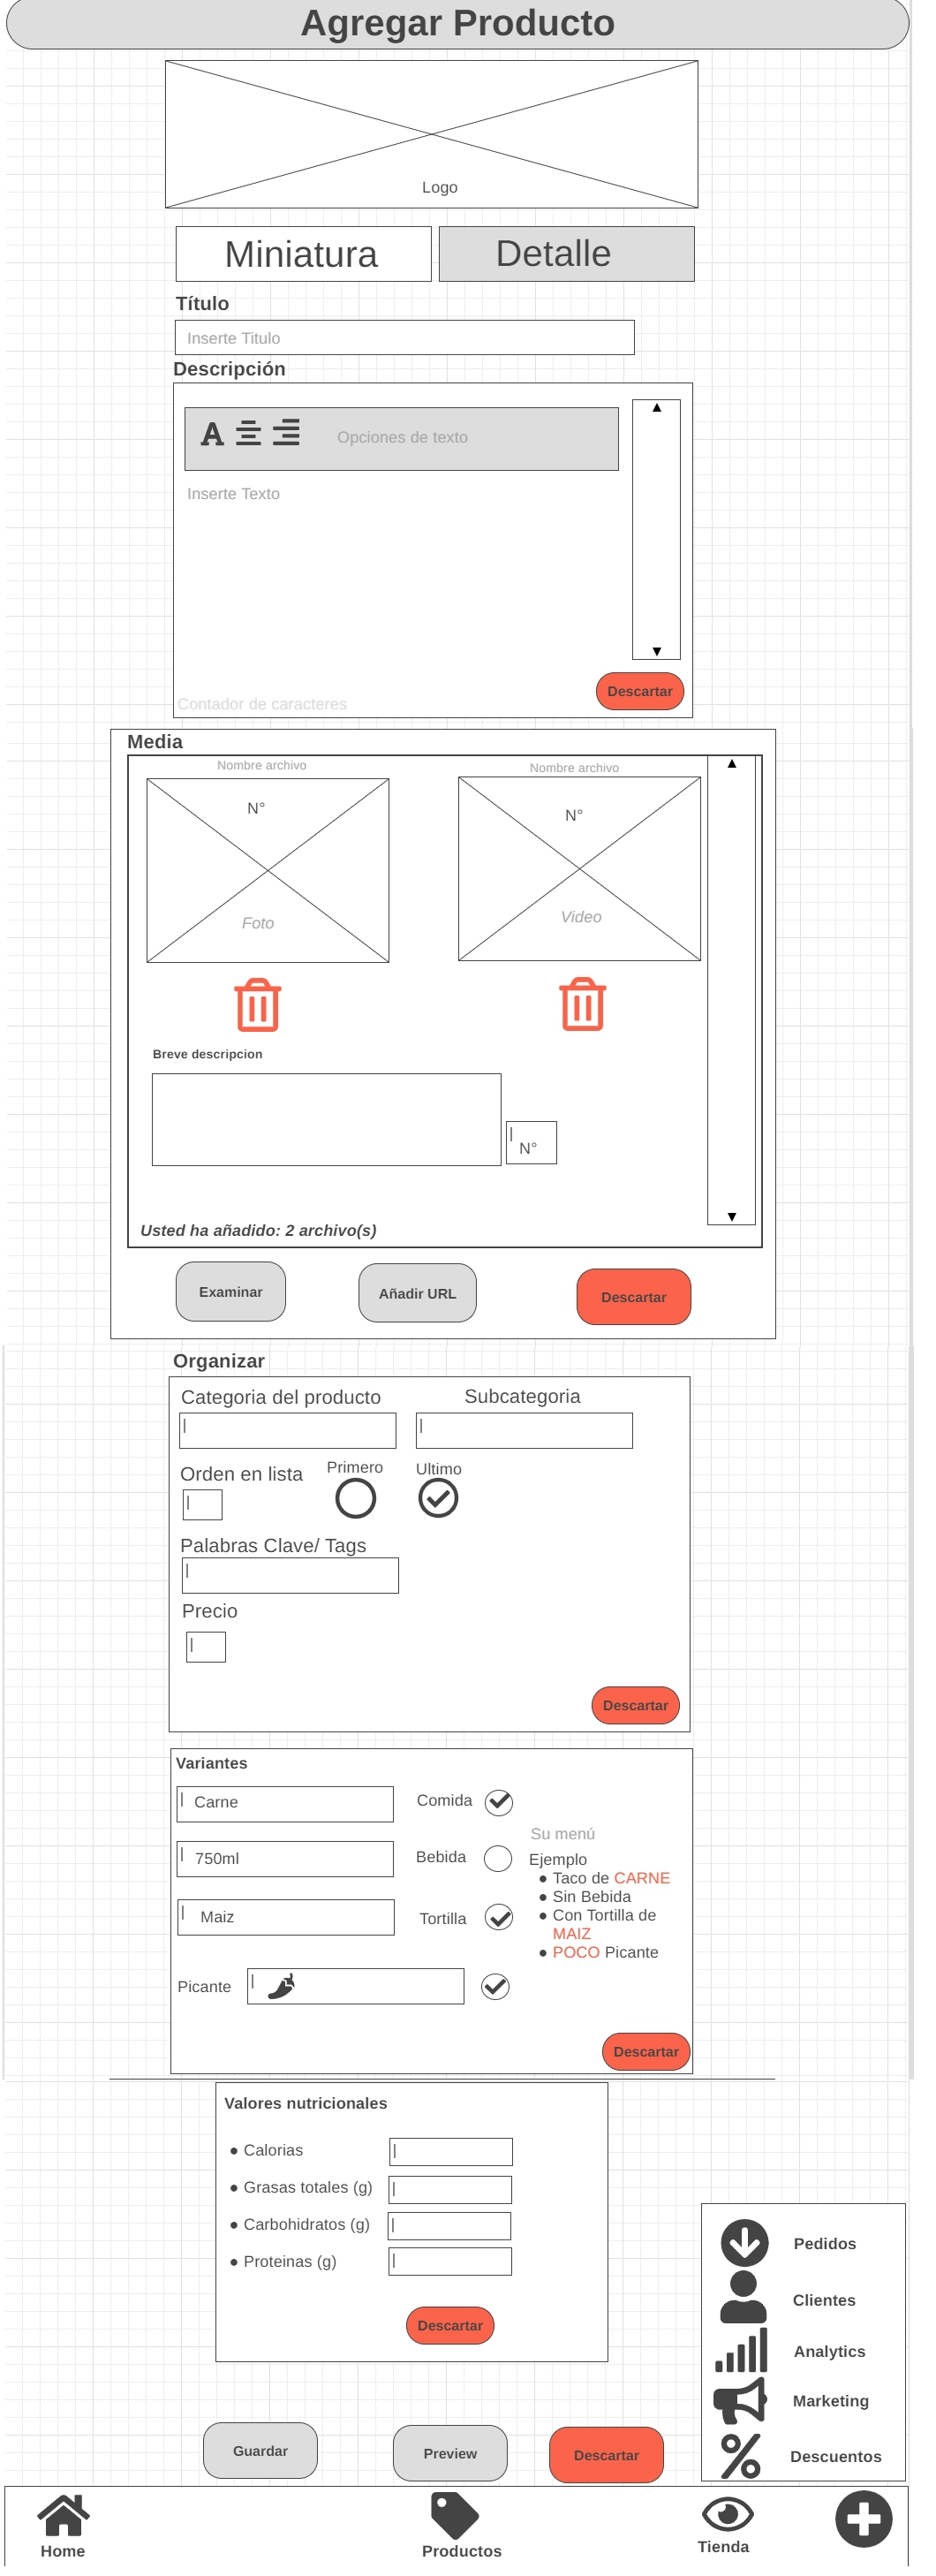 Agregar Producto
Logo
Miniatura
Detalle
Título
Inserte Titulo
Descripción
A
Opciones de texto
Inserte Texto
Contador de caracteres
Descartar
Media
Nombre archivo
Nombre archivo
N°
N°
Foto
Video
Breve descripcion
N°
Usted ha añadido: 2 archivo(s)
Examinar
Añadir URL
Descartar
Organizar
Categoria del producto
Subcategoria
Orden en lista
Primero
Ultimo
Palabras Clave/ Tags
Precio
Descartar
Variantes
Carne
Comida
750ml
Bebida
Maiz
Tortilla
Picante
Su menú
Ejemplo
● Taco de CARNE
● Sin Bebida
● Con Tortilla de
MAIZ
● POCO Picante
Descartar
Valores nutricionales
● Calorias
● Grasas totales (g)
● Carbohidratos (g)
● Proteinas (g)
Descartar
Pedidos
Clientes
Analytics
Marketing
Descuentos
Guardar
Preview
Descartar
Home
Productos
Tienda